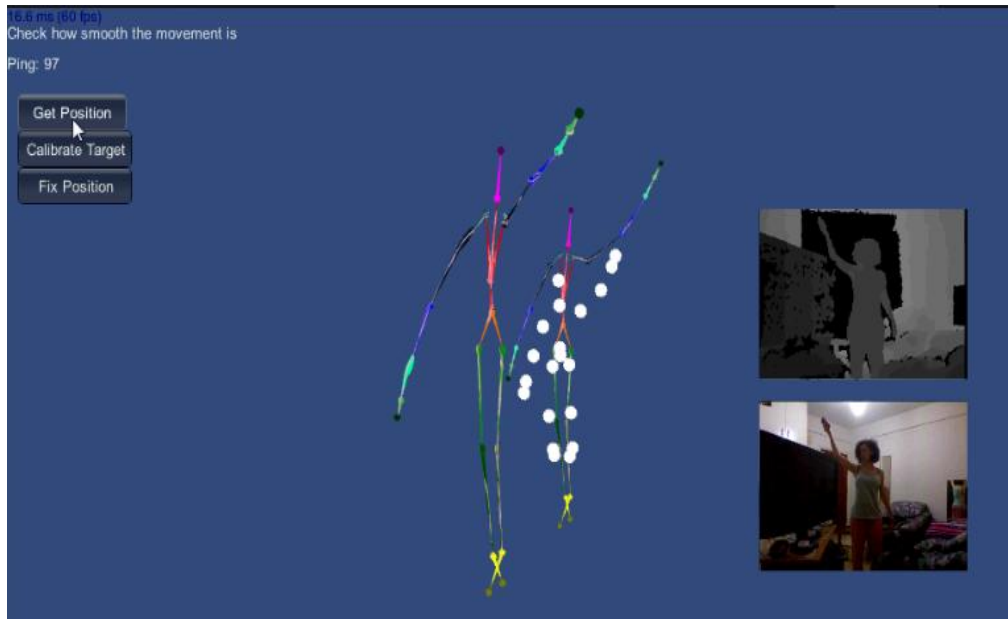 16.6 ms (60 fps)
Check how smooth the movement is
Ping: 97
Get Position
Calibrate Target
Fix Position